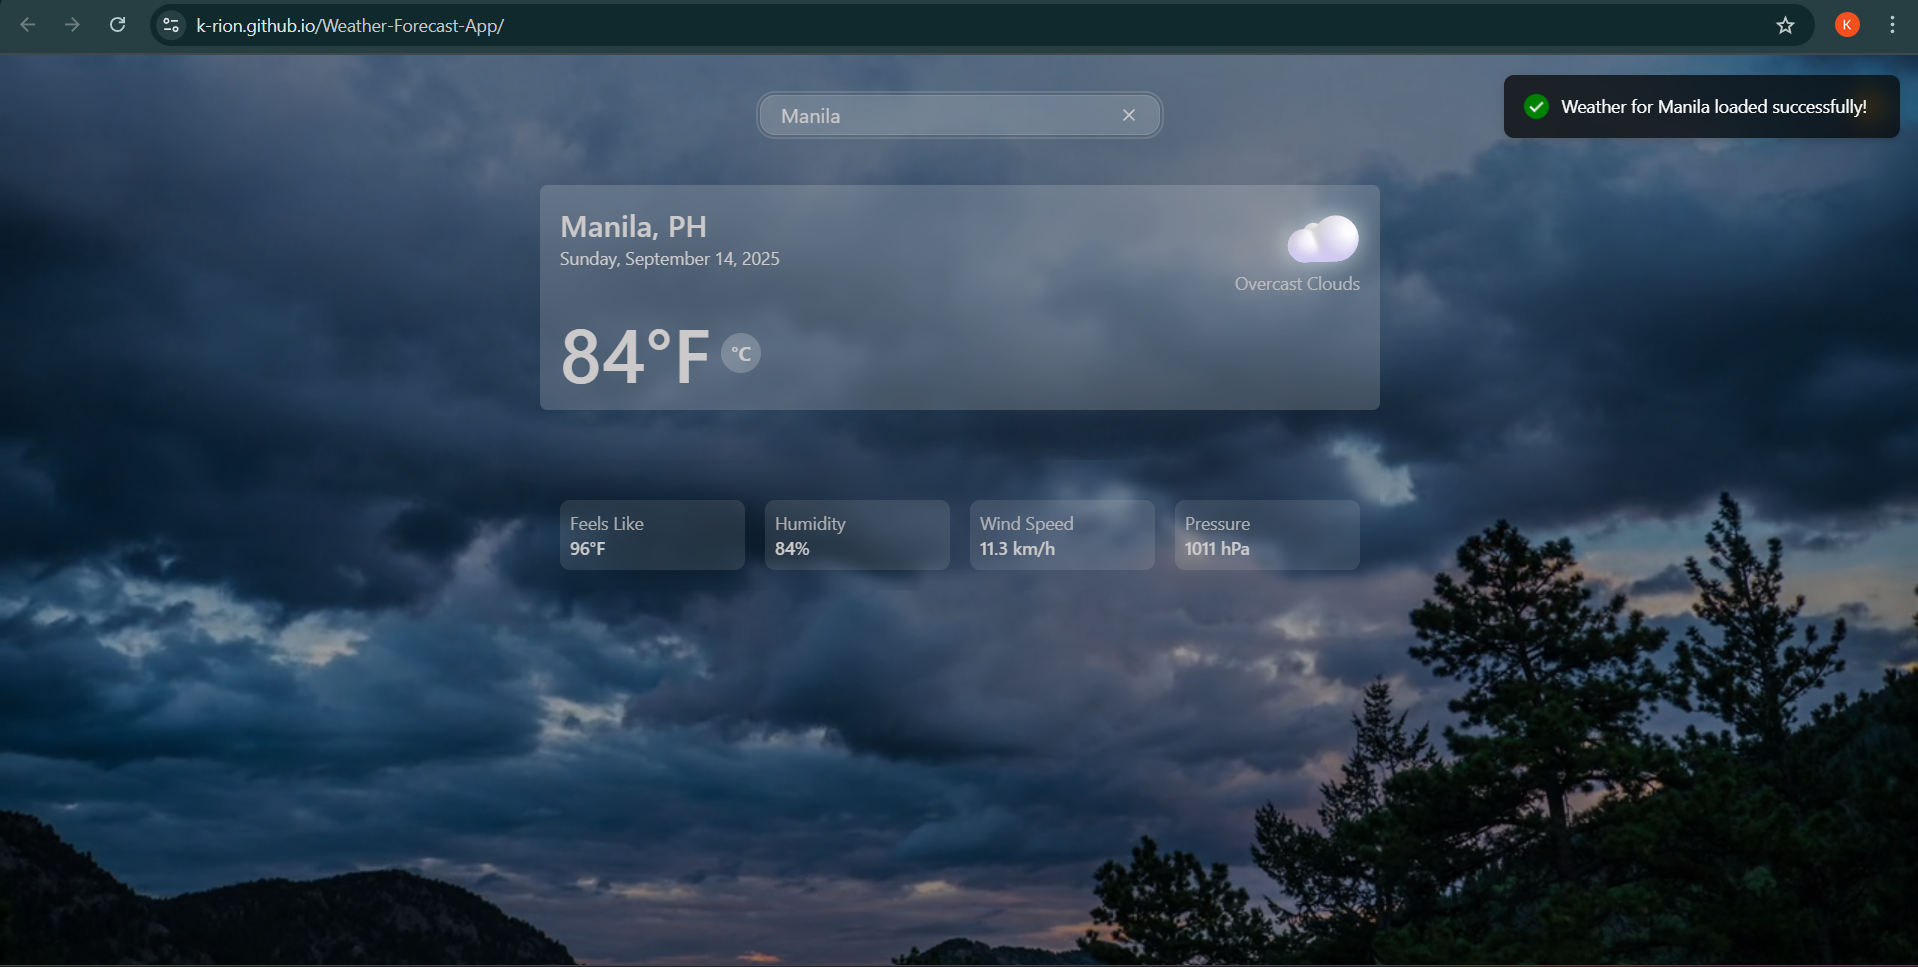 k-rion.github.io/Weather-Forecast-App/
K
Manila
Weather for Manila loaded successfully!
Manila, PH
Sunday, September 14, 2025
Overcast Clouds
84°F °C
Feels Like
96°F
Humidity
84%
Wind Speed
11.3 km/h
Pressure
1011 hPa